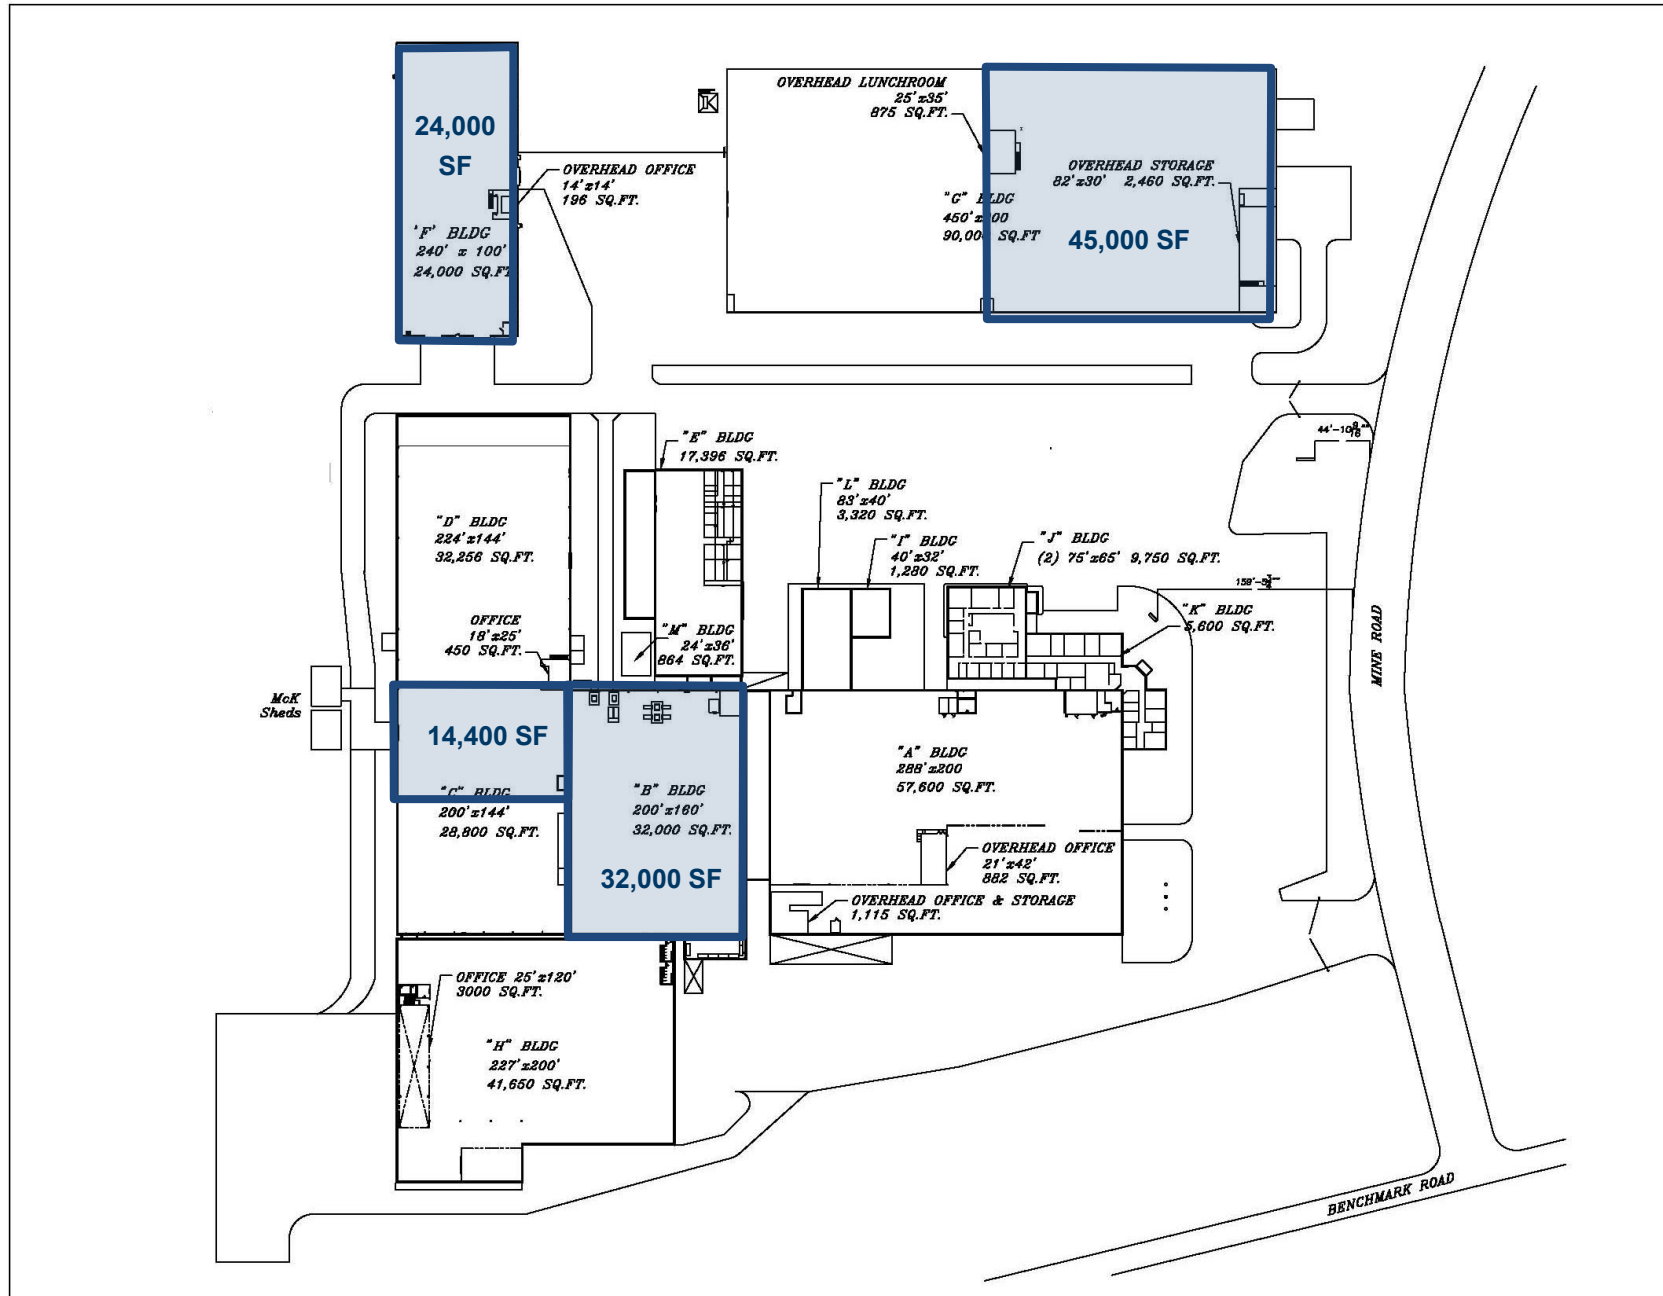 24,000
SF
OVERHEAD OFFICE
14'x14'
196 SQ.FT.
'F' BLDG
240' x 100'
24,000 SQ.FT
OVERHEAD LUNCHROOM
25'x35'
875 SQ.FT.
OVERHEAD STORAGE
82'x30' 2,460 SQ.FT.
"G" BLDG
450'x200
90,000 SQ.FT
45,000 SF
"E" BLDG
17,396 SQ.FT.
"D" BLDG
224'x144'
32,256 SQ.FT.
OFFICE
18'x25'
450 SQ.FT.
"M" BLDG
24'x36'
864 SQ.FT.
"L" BLDG
83'x40'
3,320 SQ.FT.
"I" BLDG
40'x32'
1,280 SQ.FT.
"J" BLDG
(2) 75'x65' 9,750 SQ.FT.
"K" BLDG
5,600 SQ.FT.
MINE ROAD
McK
Sheds
14,400 SF
"C" BLDG
200'x144'
28,800 SQ.FT.
"B" BLDG
200'x160'
32,000 SQ.FT.
32,000 SF
"A" BLDG
288'x200
57,600 SQ.FT.
OVERHEAD OFFICE
21'x42'
882 SQ.FT.
OVERHEAD OFFICE & STORAGE
1,115 SQ.FT.
OFFICE 25'x120'
3000 SQ.FT.
"H" BLDG
227'x200'
41,650 SQ.FT.
BENCHMARK ROAD